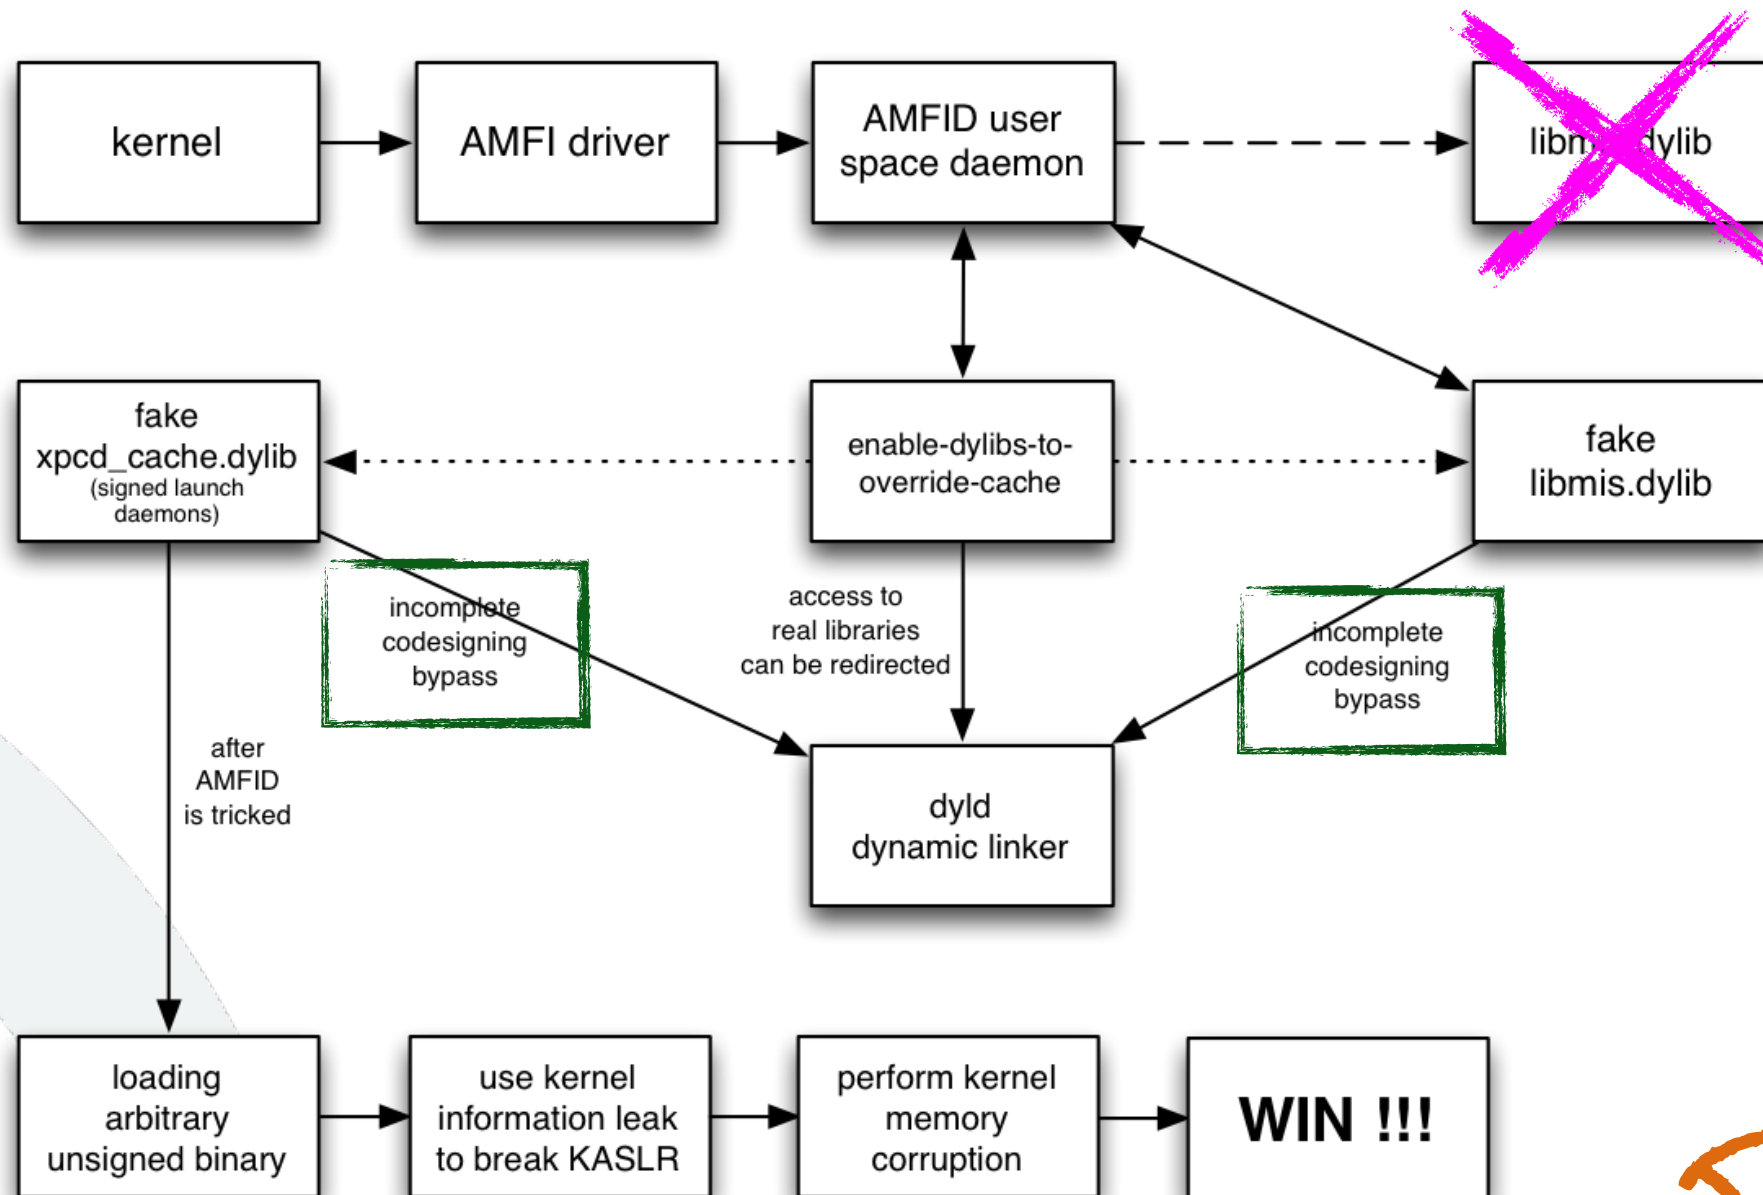 kernel
AMFI driver
AMFID user
space daemon
dylib
fake
xpcd_cache.dylib
(signed launch
daemons)
enable-dylibs-to-
override-cache
fake
libmis.dylib
incomplete
codesigning
bypass
access to
real libraries
can be redirected
incomplete
codesigning
bypass
after
AMFID
is tricked
dyld
dynamic linker
loading
arbitrary
unsigned binary
use kernel
information leak
to break KASLR
perform kernel
memory
corruption
WIN !!!